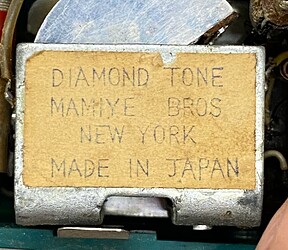 DIAMOND TONE
MAMIYE BROS
NEW YORK
MADE IN JAPAN